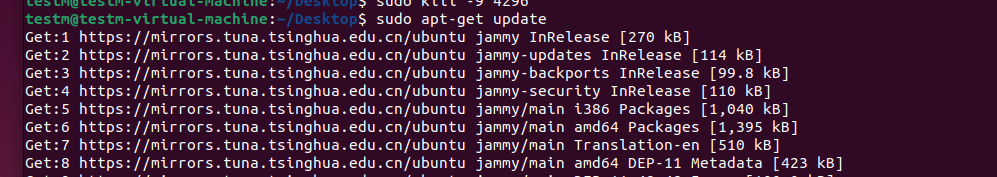 testm@testm-virtual-machine:~/Desktop$ sudo kill -9 4296
testm@testm-virtual-machine:~/Desktop$ sudo apt-get update
Get:1 https://mirrors.tuna.tsinghua.edu.cn/ubuntu jammy InRelease [270 kB]
Get:2 https://mirrors.tuna.tsinghua.edu.cn/ubuntu jammy-updates InRelease [114 kB]
Get:3 https://mirrors.tuna.tsinghua.edu.cn/ubuntu jammy-backports InRelease [99.8 kB]
Get:4 https://mirrors.tuna.tsinghua.edu.cn/ubuntu jammy-security InRelease [110 kB]
Get:5 https://mirrors.tuna.tsinghua.edu.cn/ubuntu jammy/main i386 Packages [1,040 kB]
Get:6 https://mirrors.tuna.tsinghua.edu.cn/ubuntu jammy/main amd64 Packages [1,395 kB]
Get:7 https://mirrors.tuna.tsinghua.edu.cn/ubuntu jammy/main Translation-en [510 kB]
Get:8 https://mirrors.tuna.tsinghua.edu.cn/ubuntu jammy/main amd64 DEP-11 Metadata [423 kB]